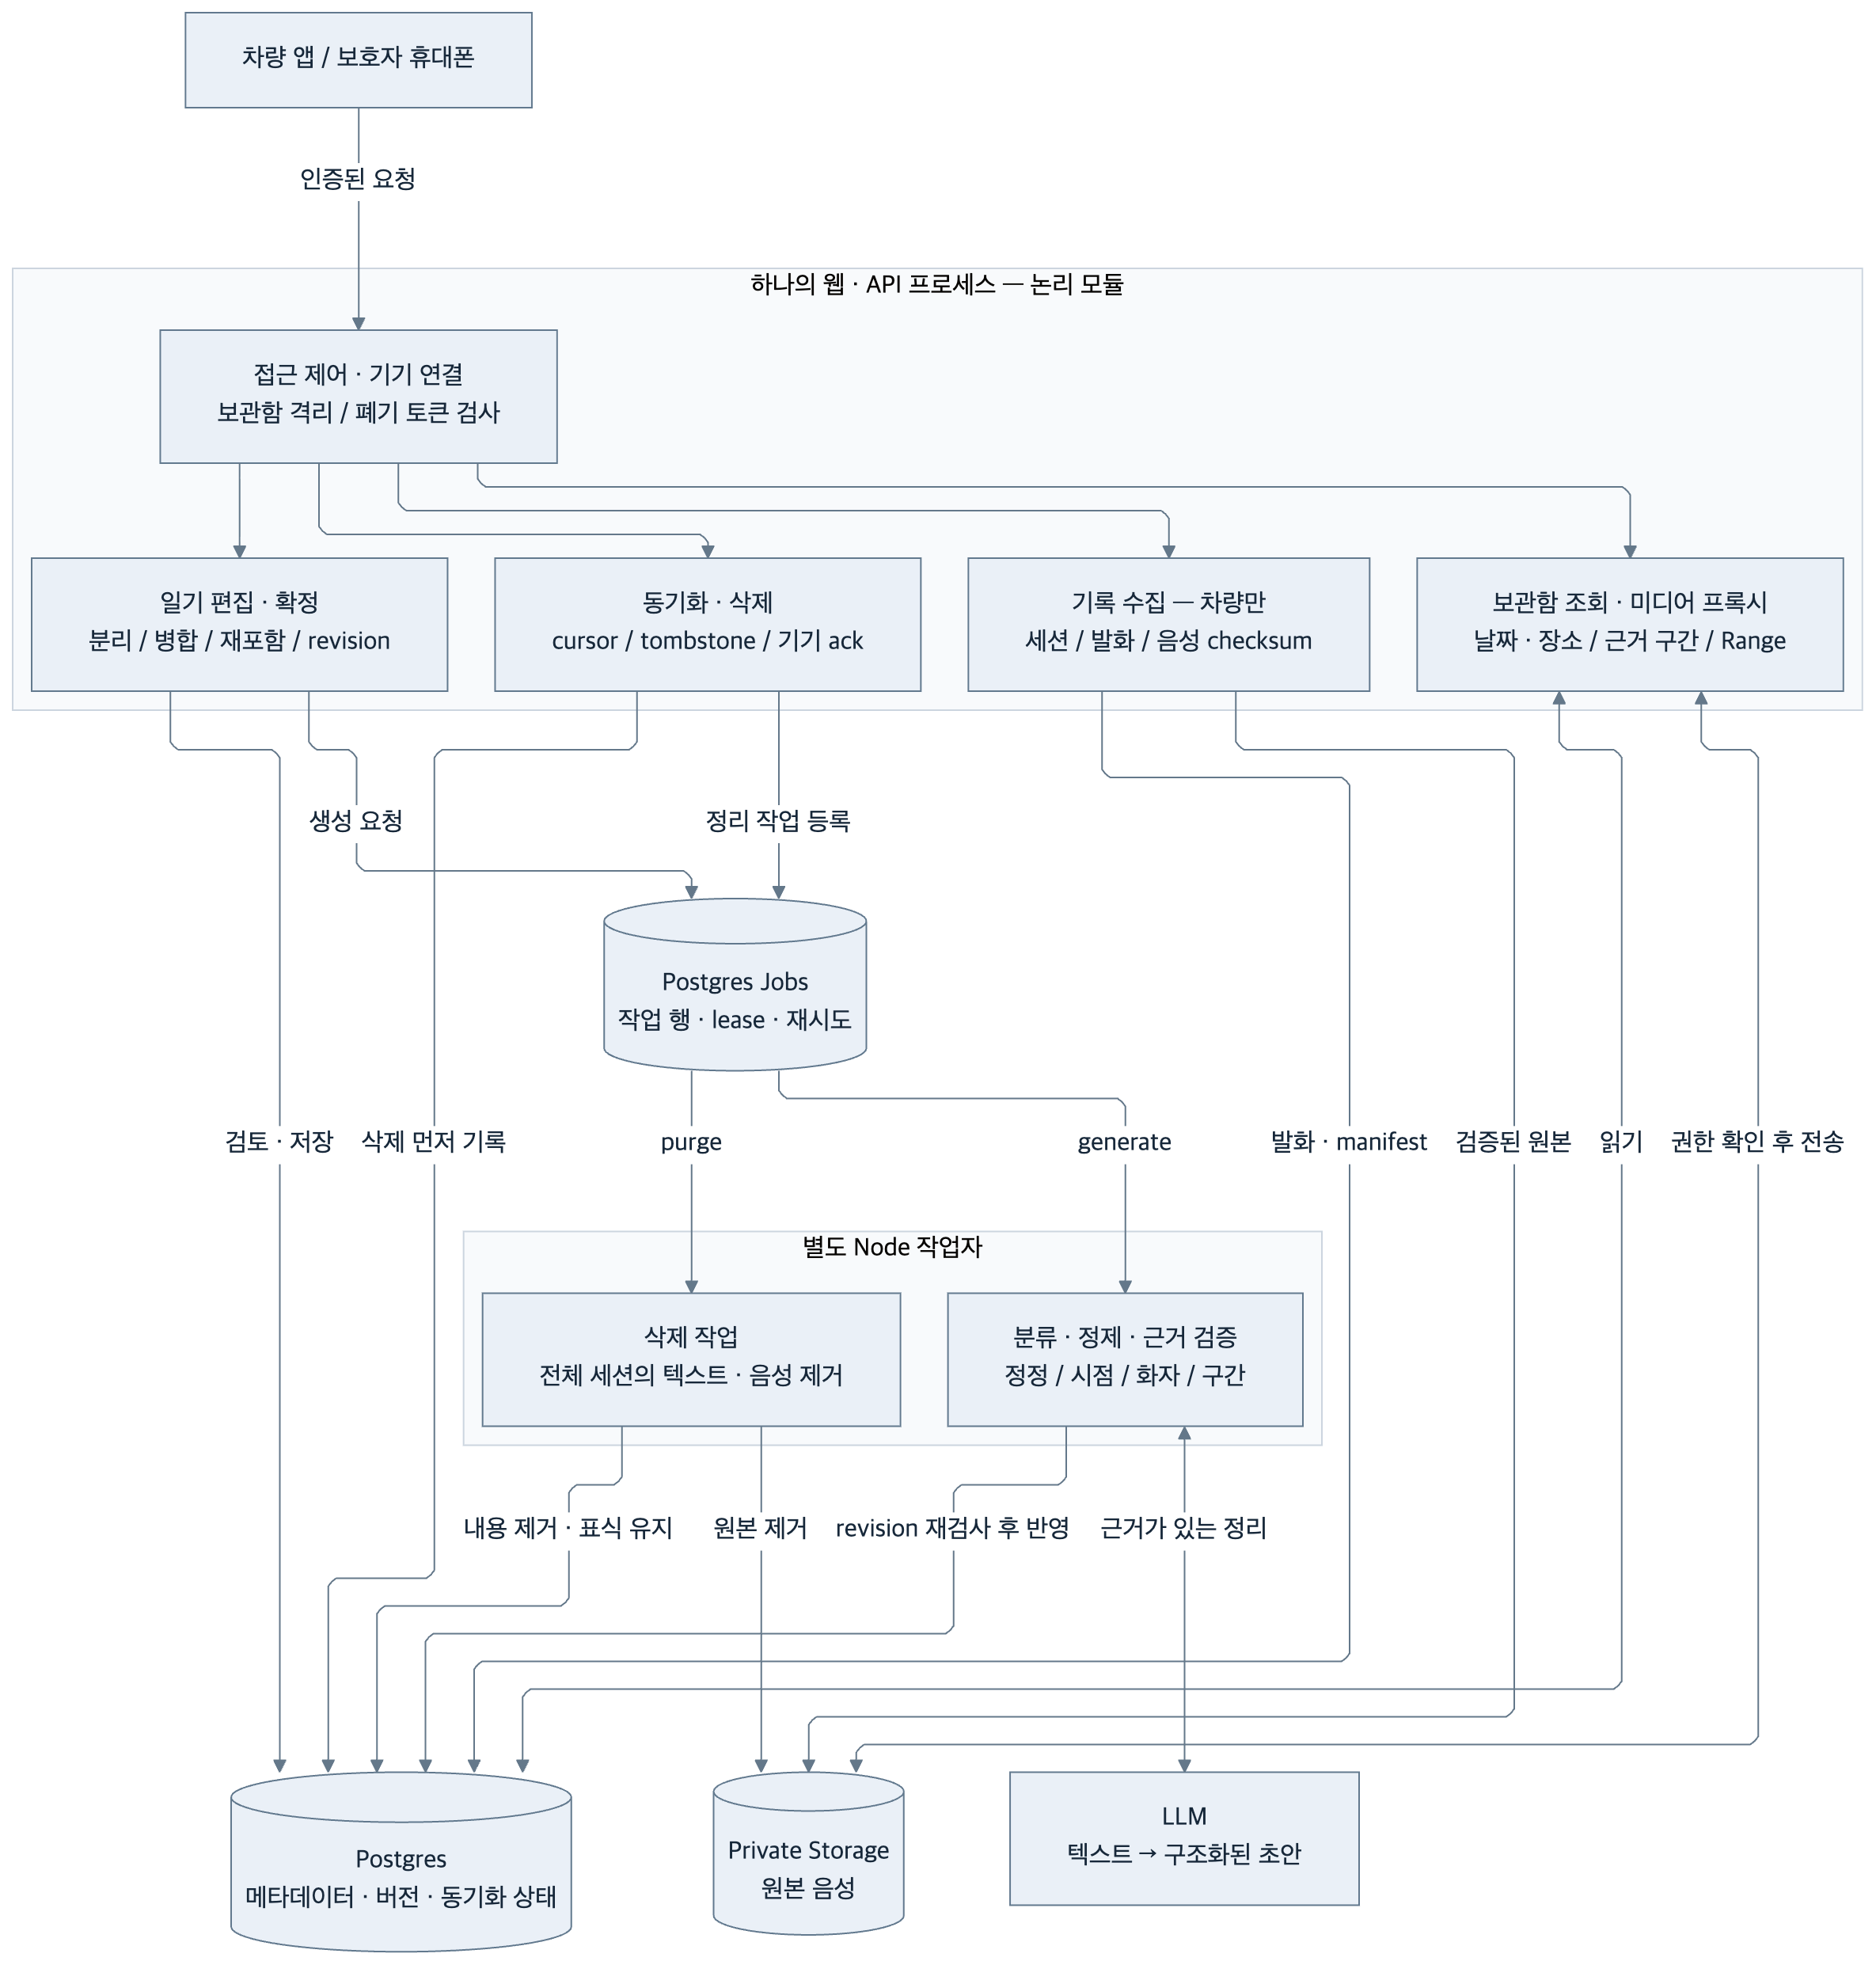 차량 앱 / 보호자 휴대폰
인증된 요청
하나의 웹 · API 프로세스 — 논리 모듈
접근 제어 · 기기 연결
보관함 격리 / 폐기 토큰 검사
일기 편집 · 확정
분리 / 병합 / 재포함 / revision
동기화 · 삭제
cursor / tombstone / 기기 ack
기록 수집 — 차량만
세션 / 발화 / 음성 checksum
보관함 조회 · 미디어 프록시
날짜 · 장소 / 근거 구간 / Range
생성 요청
정리 작업 등록
Postgres Jobs
작업 행 · lease · 재시도
검토 · 저장
삭제 먼저 기록
purge
generate
발화 · manifest
검증된 원본
읽기
권한 확인 후 전송
별도 Node 작업자
삭제 작업
전체 세션의 텍스트 · 음성 제거
분류 · 정제 · 근거 검증
정정 / 시점 / 화자 / 구간
내용 제거 · 표식 유지
원본 제거
revision 재검사 후 반영
근거가 있는 정리
Postgres
메타데이터 · 버전 · 동기화 상태
Private Storage
원본 음성
LLM
텍스트 → 구조화된 초안